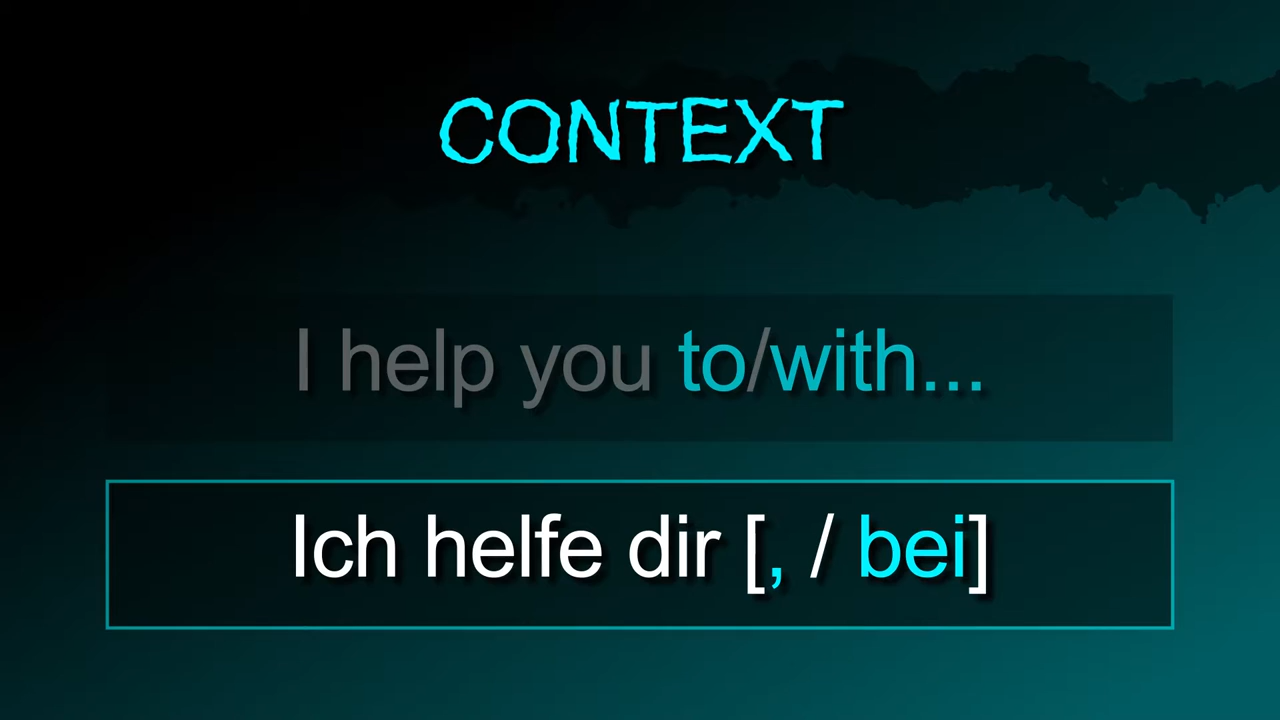 CONTEXT
I help you to/with...
Ich helfe dir [, / bei]